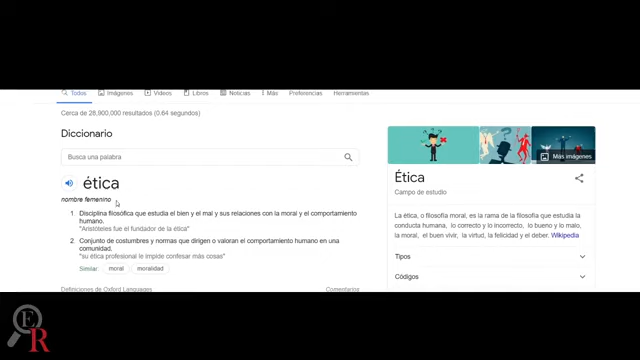 Todos Imágenes Videos Libros Noticias Más Preferencias Herramientas
Cerca de 28,900,000 resultados (0.64 segundos)
Diccionario
Busca una palabra
ética
nombre femenino
1. Disciplina filosófica que estudia el bien y el mal y sus relaciones con la moral y el comportamiento
humano.
"Aristóteles fue el fundador de la ética"
2. Conjunto de costumbres y normas que dirigen o valoran el comportamiento humano en una
comunidad.
"su ética profesional le impide confesar más cosas"
Similar: moral moralidad
Definiciones de Oxford Languages Comentarios
Más imágenes
Ética
Campo de estudio
La ética, o filosofía moral, es la rama de la filosofía que estudia la
conducta humana, lo correcto y lo incorrecto, lo bueno y lo malo,
la moral, el buen vivir, la virtud, la felicidad y el deber. Wikipedia
Tipos
Códigos
E
R